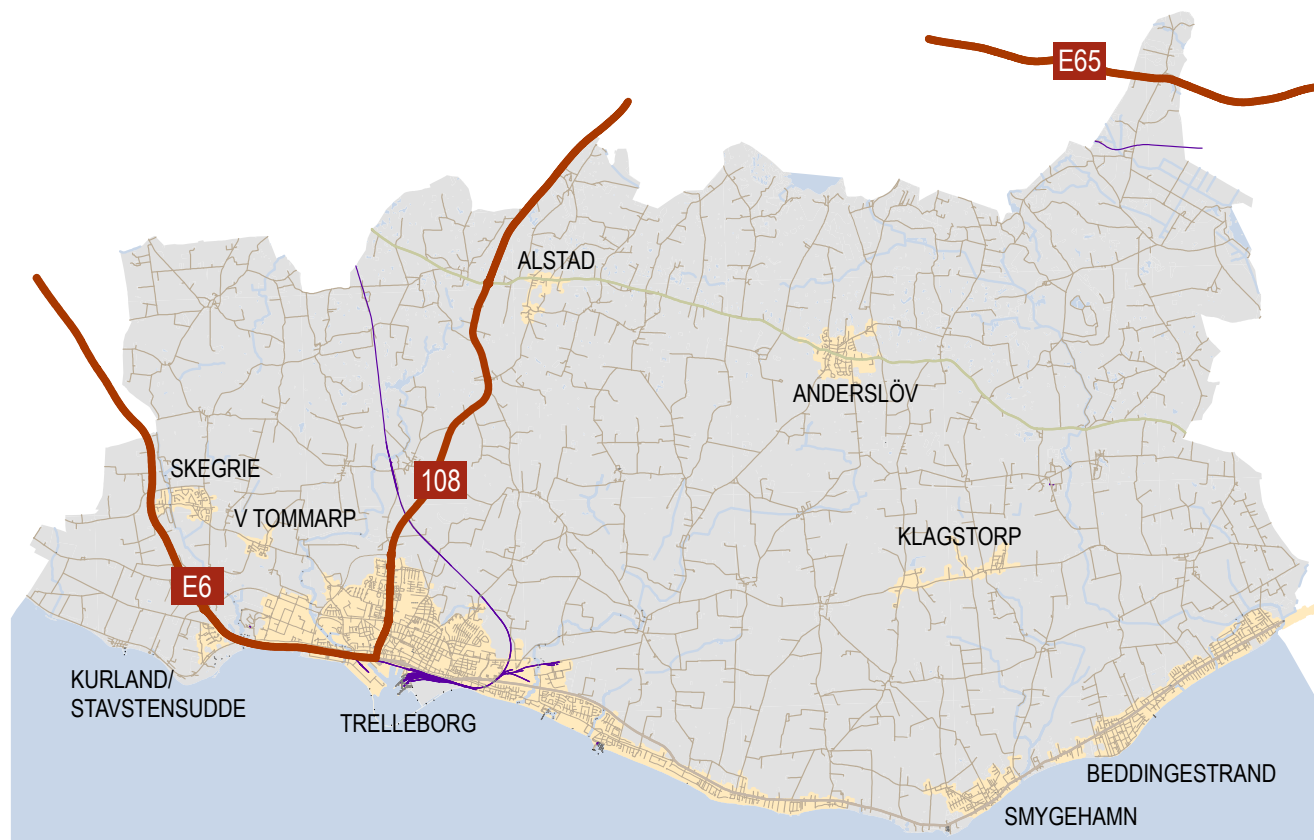 E65
ALSTAD
ANDERSLÖV
SKEGRIE
108
V TOMMARP
KLAGSTORP
E6
KURLAND/
STAVSTENSUDDE
TRELLEBORG
BEDDINGESTRAND
SMYGEHAMN